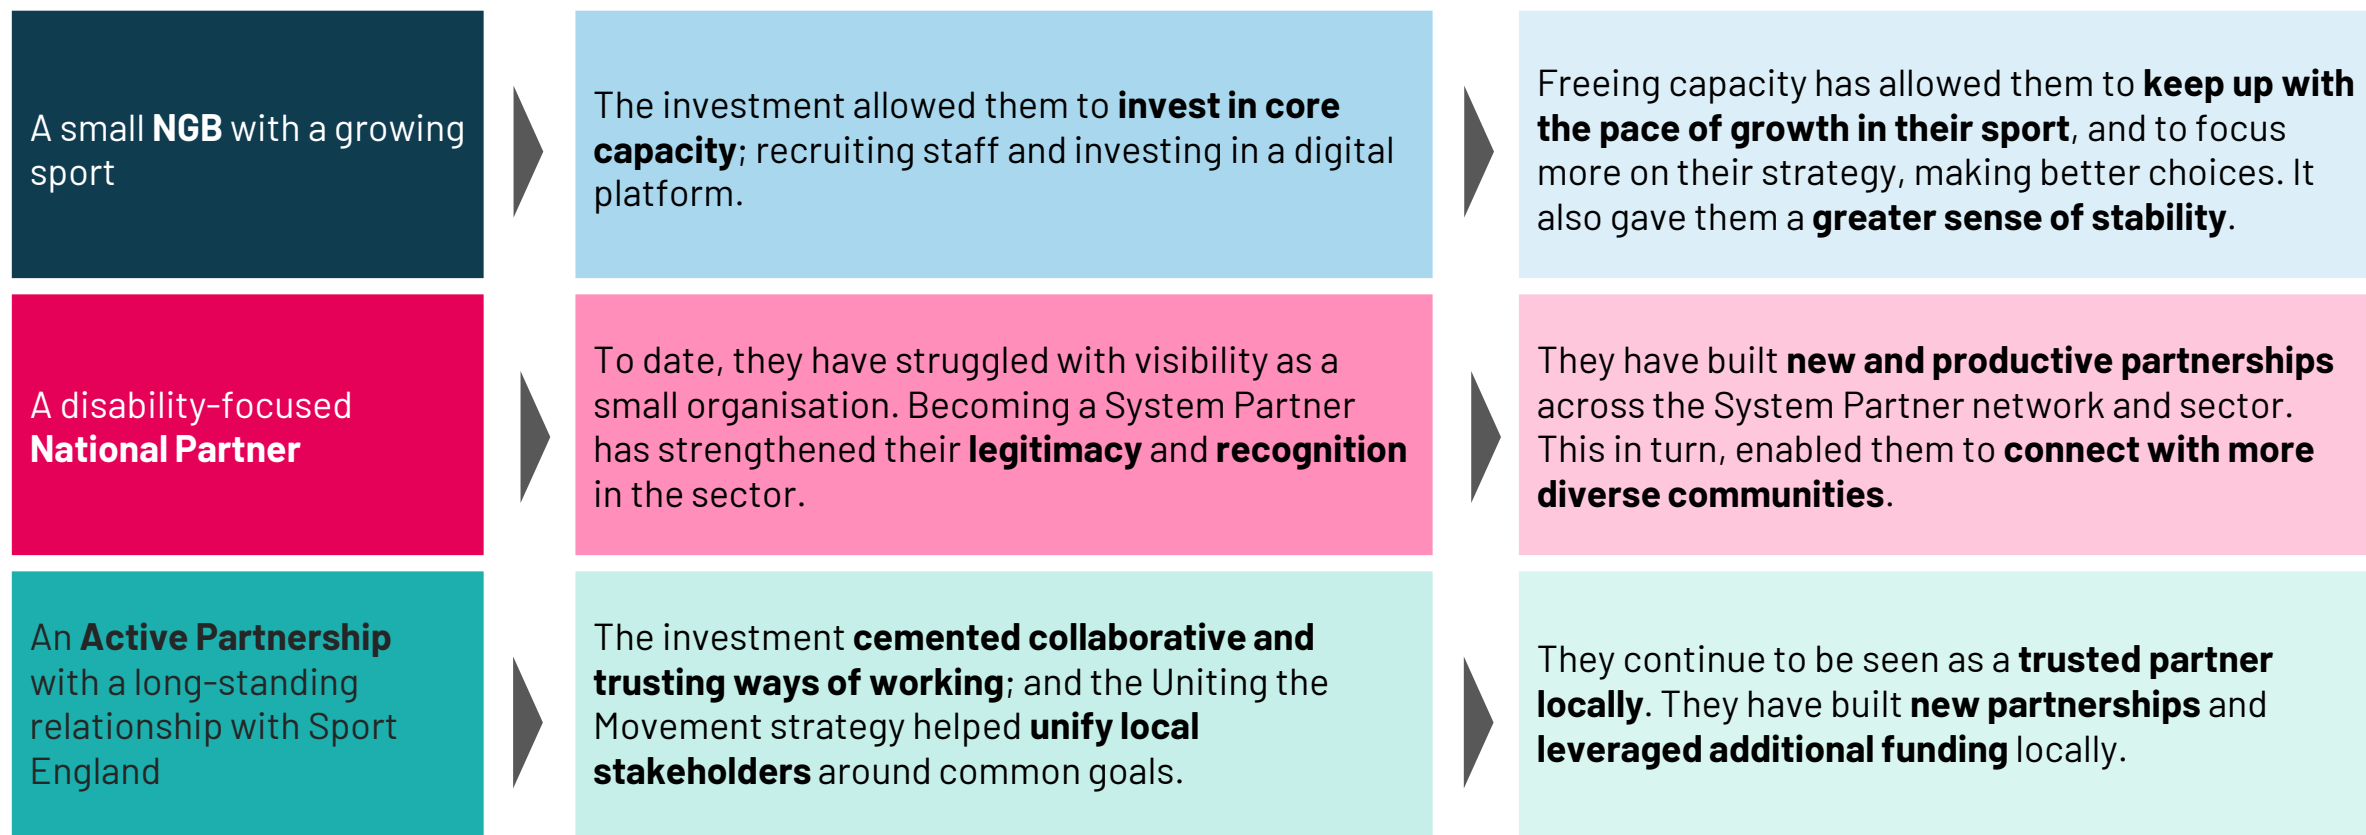 A small NGB with a growing
sport
The investment allowed them to invest in core
capacity; recruiting staff and investing in a digital
platform.
Freeing capacity has allowed them to keep up with
the pace of growth in their sport, and to focus
more on their strategy, making better choices. It
also gave them a greater sense of stability.
A disability-focused
National Partner
To date, they have struggled with visibility as a
small organisation. Becoming a System Partner
has strengthened their legitimacy and recognition
in the sector.
They have built new and productive partnerships
across the System Partner network and sector.
This in turn, enabled them to connect with more
diverse communities.
An Active Partnership
with a long-standing
relationship with Sport
England
The investment cemented collaborative and
trusting ways of working; and the Uniting the
Movement strategy helped unify local
stakeholders around common goals.
They continue to be seen as a trusted partner
locally. They have built new partnerships and
leveraged additional funding locally.